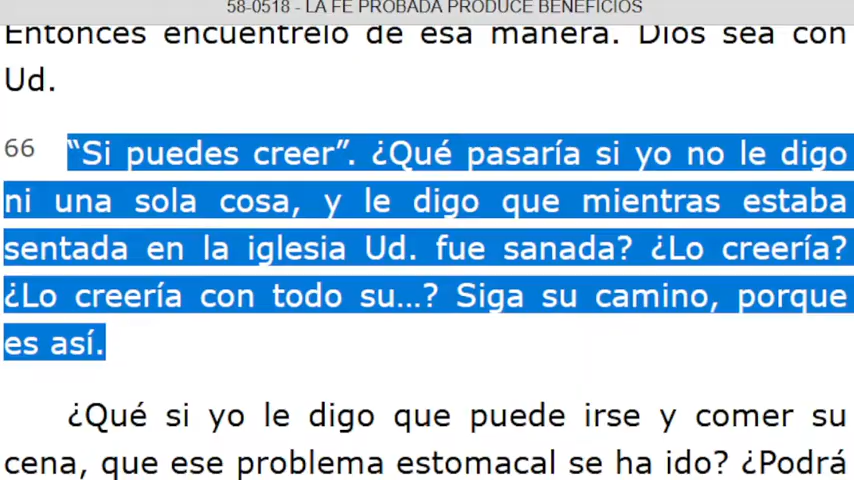 58-0518 - LA FE PROBADA PRODUCE BENEFICIOS
Entonces encuéntrelo de esa manera. Dios sea con
Ud.
66 “Si puedes creer”. ¿Qué pasaría si yo no le digo
ni una sola cosa, y le digo que mientras estaba
sentada en la iglesia Ud. fue sanada? ¿Lo creería?
¿Lo creería con todo su...? Siga su camino, porque
es así.
¿Qué si yo le digo que puede irse y comer su
cena, que ese problema estomacal se ha ido? ¿Podrá